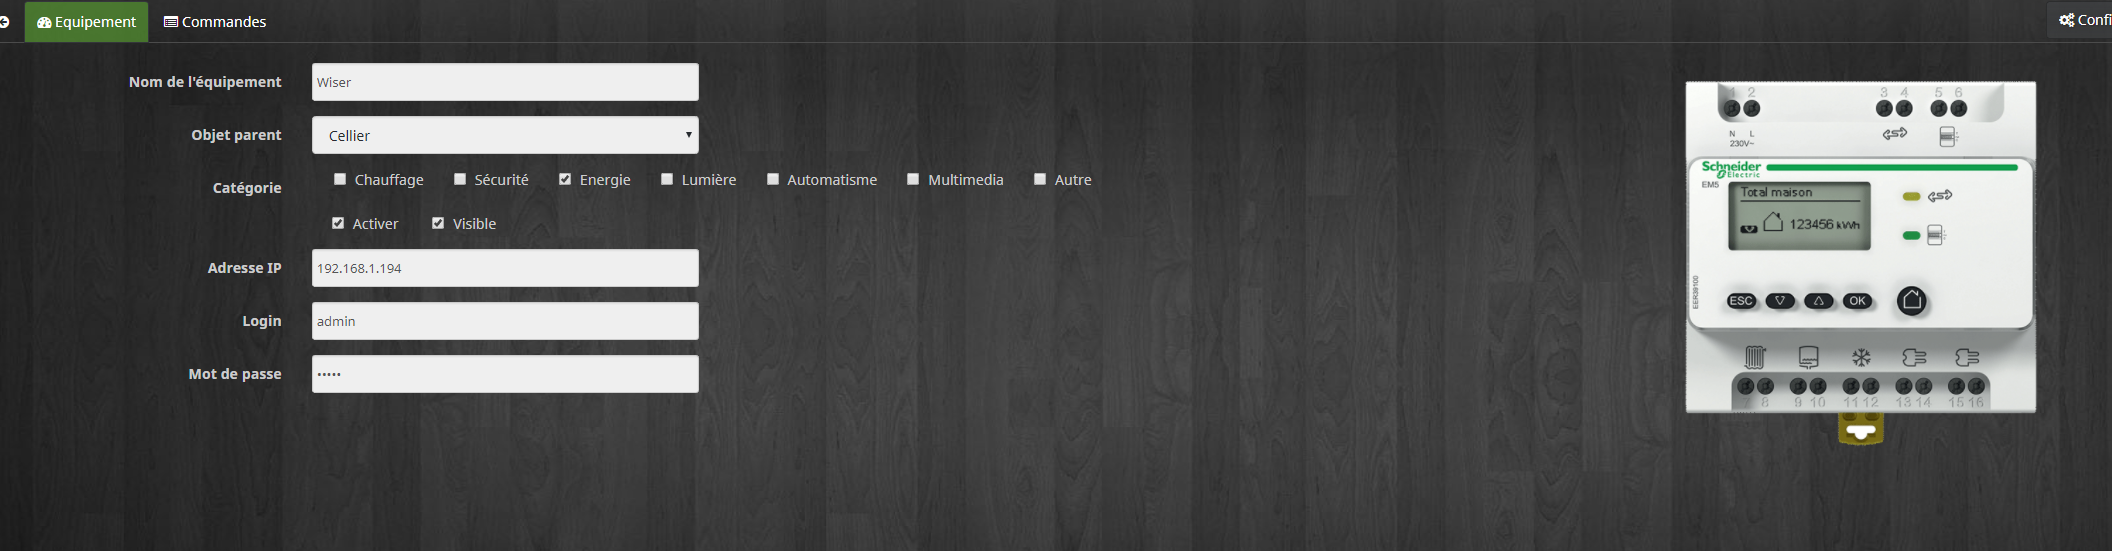 Equipement
Commandes
Confi
Nom de l'équipement
Wiser
Objet parent
Cellier
Catégorie
Chauffage
Sécurité
Energie
Lumière
Automatisme
Multimedia
Autre
Activer
Visible
Adresse IP
192.168.1.194
Login
admin
Mot de passe
•••••
1 2 3 4 5 6
N L
230V~
Schneider
Electric
EM5
Total maison
123456 kWh
EER39100
ESC
OK
7 8 9 10 11 12 13 14 15 16